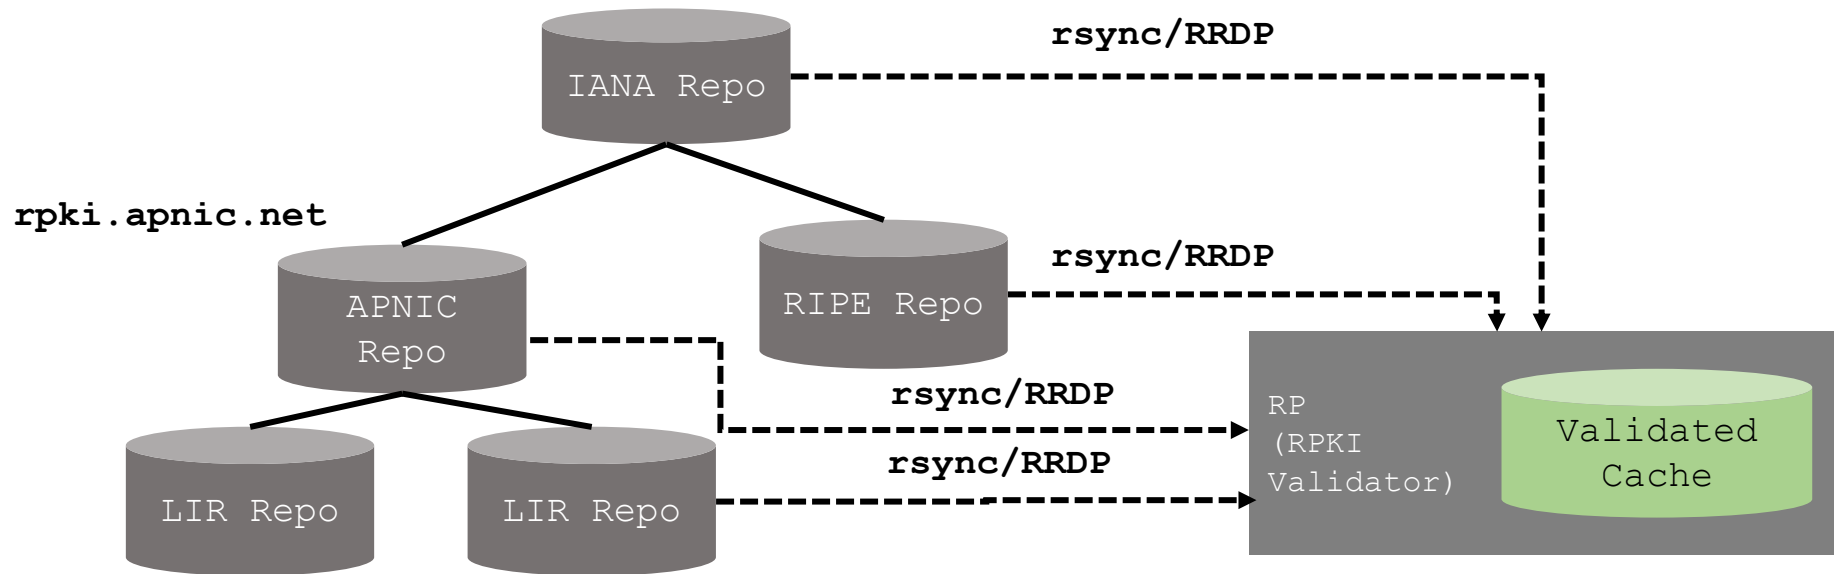 rsync/RRDP
IANA Repo
rpki.apnic.net
rsync/RRDP
APNIC
Repo
RIPE Repo
rsync/RRDP
rsync/RRDP
LIR Repo
LIR Repo
RP
(RPKI
Validator)
Validated
Cache